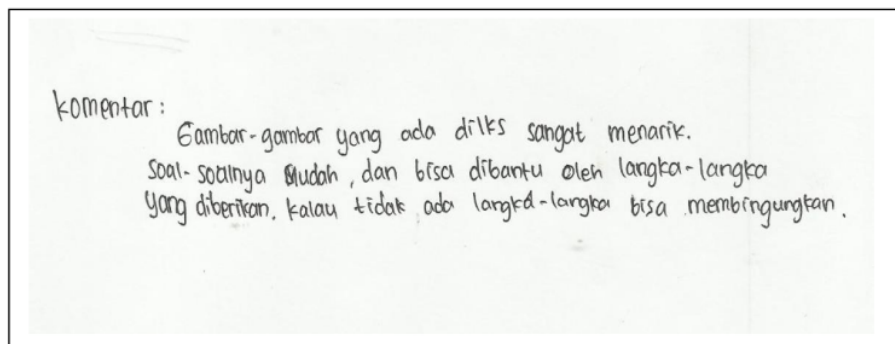 komentar :
Gambar-gambar yang ada dilks sangat menarik.
Soal-soalnya mudah, dan bisa dibantu oleh langka-langka
yang diberikan. kalau tidak ada langka-langka bisa membingungkan.